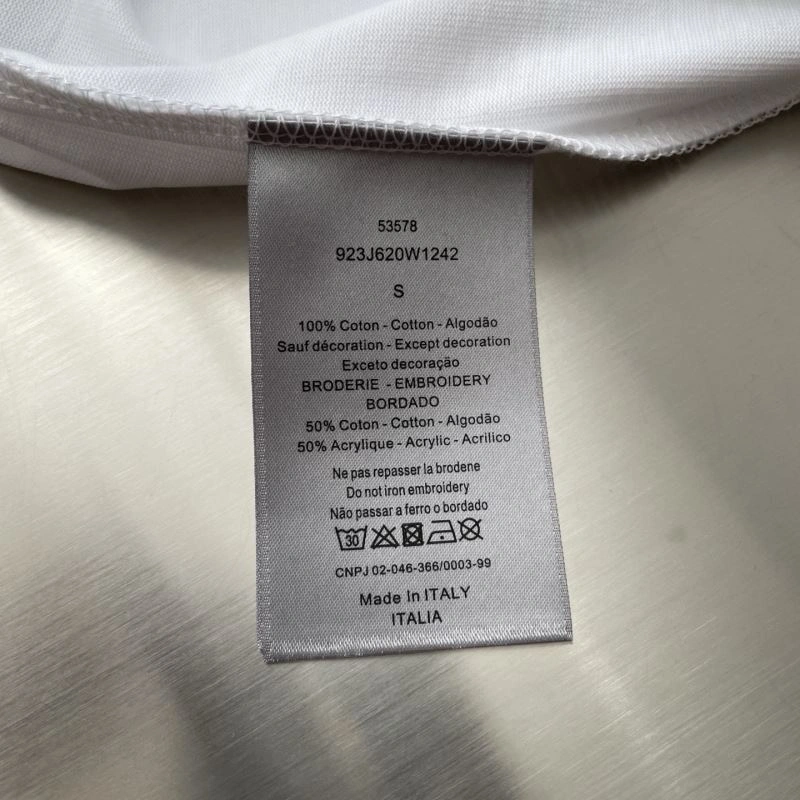 53578
923J620W1242
S
100% Coton - Cotton - Algodão
Sauf décoration - Except decoration
Exceto decoração
BRODERIE - EMBROIDERY
BORDADO
50% Coton - Cotton - Algodão
50% Acrylique - Acrylic - Acrilico
Ne pas repasser la brodene
Do not iron embroidery
Não passar a ferro o bordado
30
CNPJ 02-046-366/0003-99
Made In ITALY
ITALIA